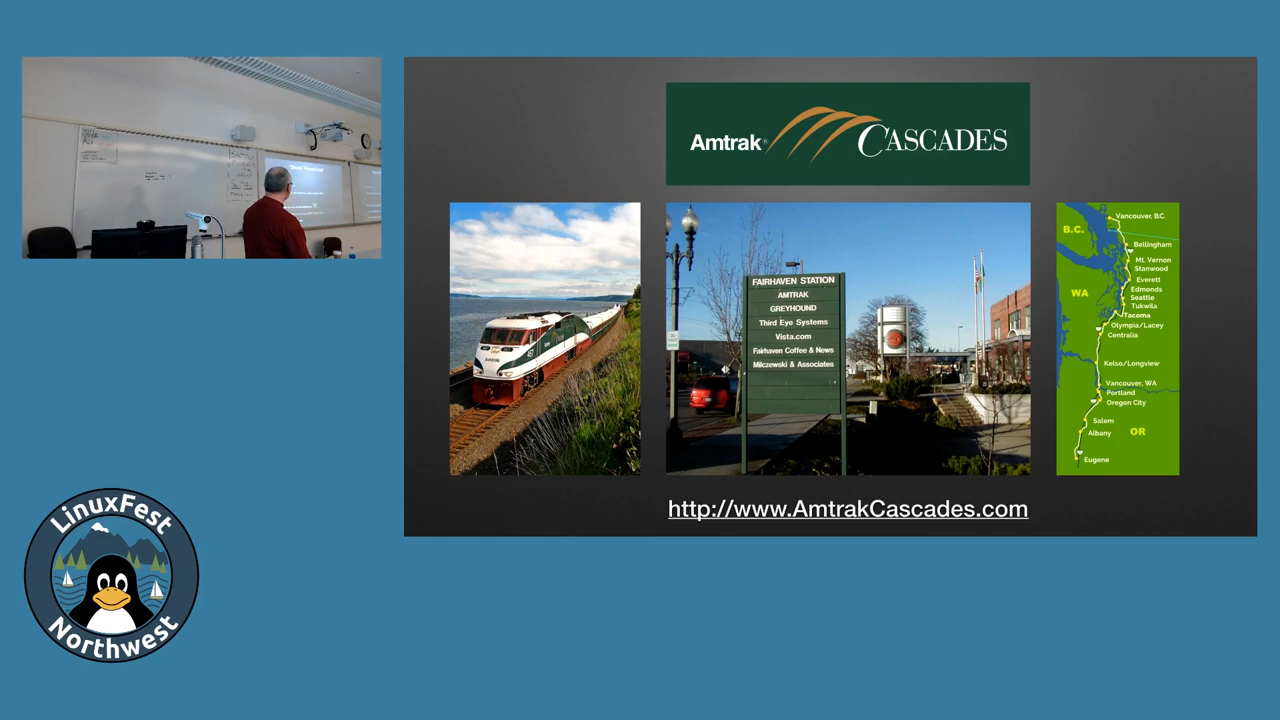 Amtrak® CASCADES
FAIRHAVEN STATION
AMTRAK
GREYHOUND
Third Eye Systems
Vista.com
Fairhaven Coffee & News
Milczewski & Associates
Amtrak
B.C.
WA
OR
Vancouver, B.C.
Bellingham
Mt. Vernon
Stanwood
Everett
Edmonds
Seattle
Tukwila
Tacoma
Olympia/Lacey
Centralia
Kelso/Longview
Vancouver, WA
Portland
Oregon City
Salem
Albany
Eugene
http://www.AmtrakCascades.com
LinuxFest
Northwest